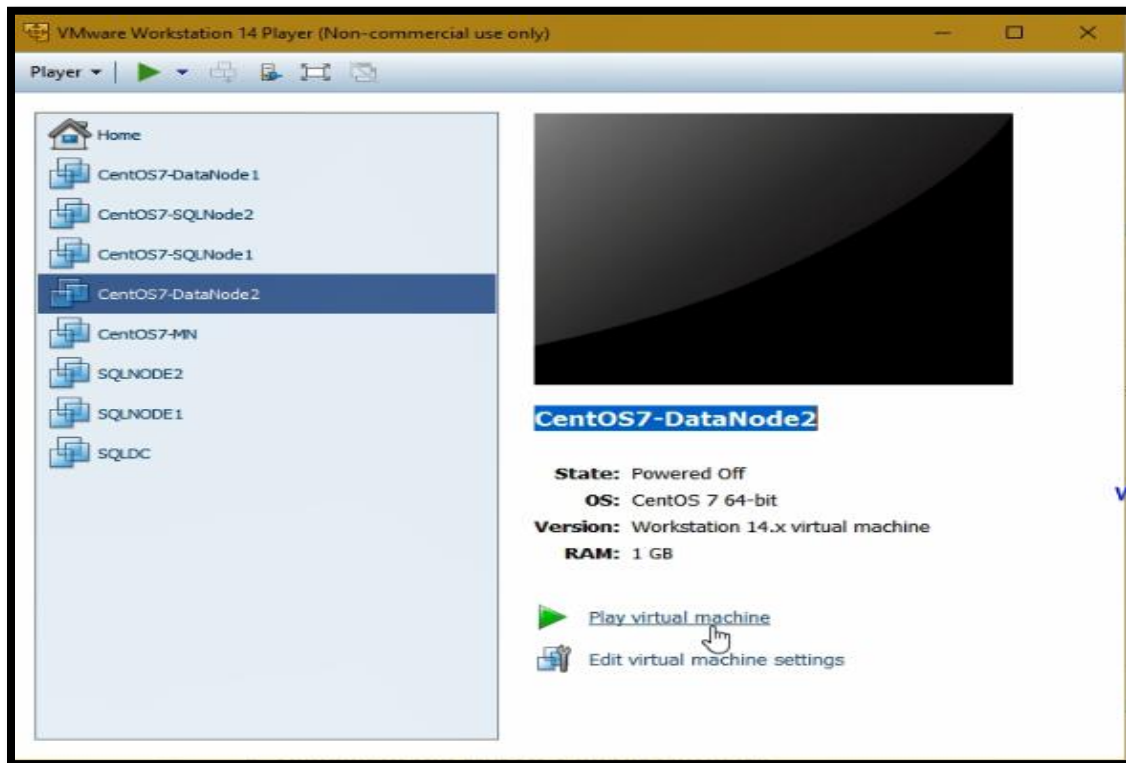 VMware Workstation 14 Player (Non-commercial use only)
Player
Home
CentOS7-DataNode1
CentOS7-SQLNode2
CentOS7-SQLNode1
CentOS7-DataNode2
CentOS7-MN
SQLNODE2
SQLNODE1
SQLDC
CentOS7-DataNode2
State: Powered Off
OS: CentOS 7 64-bit
Version: Workstation 14.x virtual machine
RAM: 1 GB
Play virtual machine
Edit virtual machine settings